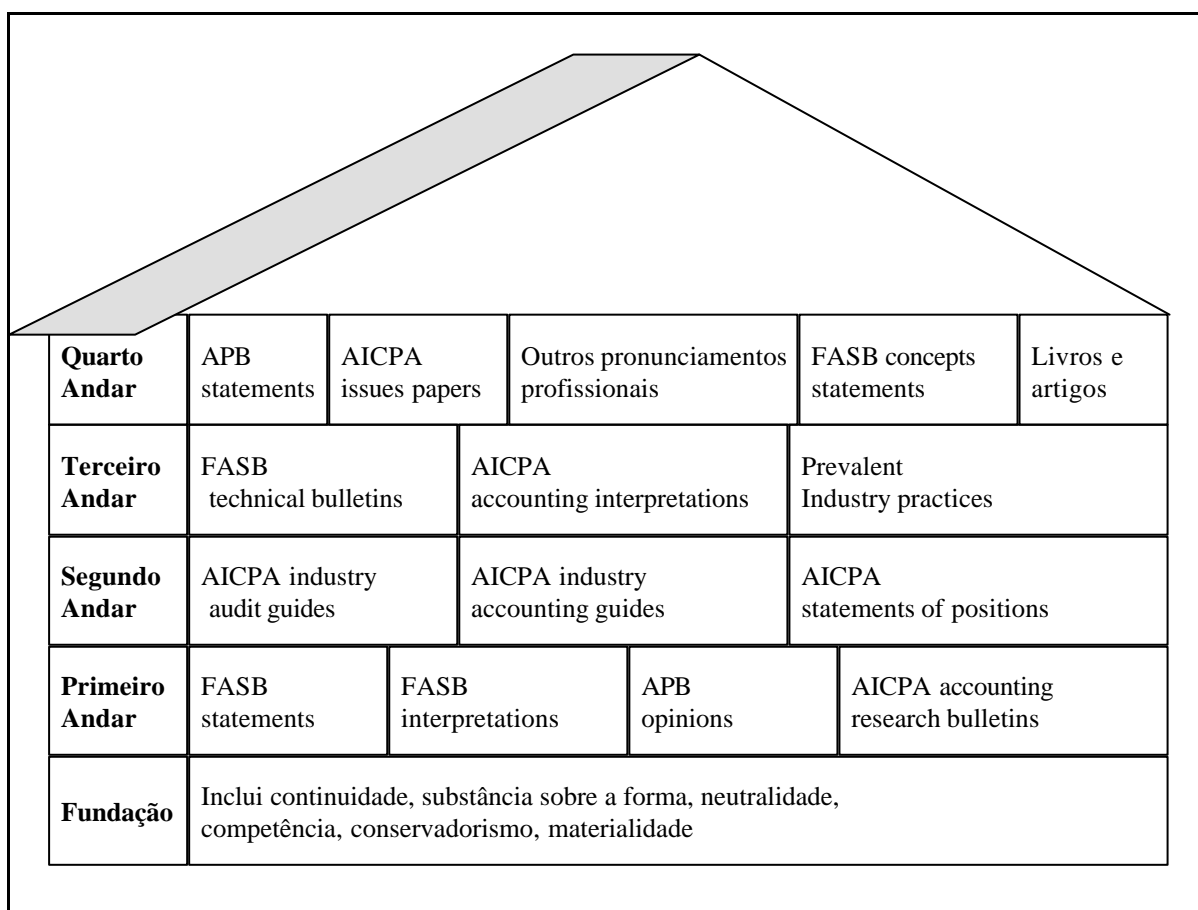 Quarto
Andar
APB
statements
AICPA
issues papers
Outros pronunciamentos
profissionais
FASB concepts
statements
Livros e
artigos
Terceiro
Andar
FASB
technical bulletins
AICPA
accounting interpretations
Prevalent
Industry practices
Segundo
Andar
AICPA industry
audit guides
AICPA industry
accounting guides
AICPA
statements of positions
Primeiro
Andar
FASB
statements
FASB
interpretations
APB
opinions
AICPA accounting
research bulletins
Fundação
Inclui continuidade, substância sobre a forma, neutralidade,
competência, conservadorismo, materialidade